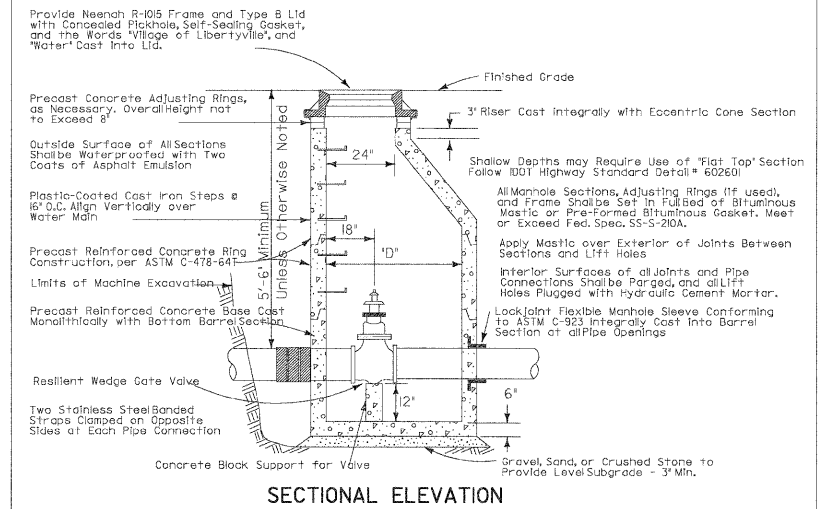 Provide Neenah R-1015 Frame and Type B Lid
with Concealed Pickhole, Self-Sealing Gasket,
and the Words "Village of Libertyville", and
"Water" Cast Into Lid.
Finished Grade
Precast Concrete Adjusting Rings,
as Necessary. Overall Height not
to Exceed 8"
3" Riser Cast integrally with Eccentric Cone Section
Outside Surface of All Sections
Shall be Waterproofed with Two
Coats of Asphalt Emulsion
24"
Shallow Depths may Require Use of "Flat Top" Section
Follow IDOT Highway Standard Detail # 602601
Plastic-Coated Cast Iron Steps @
16" O.C. Align Vertically over
Water Main
All Manhole Sections, Adjusting Rings (if used),
and Frame Shall be Set in Full Bed of Bituminous
Mastic or Pre-Formed Bituminous Gasket. Meet
or Exceed Fed. Spec. SS-S-210A.
5'-6" Minimum
Unless Otherwise Noted
18"
"D"
Precast Reinforced Concrete Ring
Construction, per ASTM C-478-64T
Apply Mastic over Exterior of Joints Between
Sections and Lift Holes
Limits of Machine Excavation
Interior Surfaces of all Joints and Pipe
Connections Shall be Parged, and all Lift
Holes Plugged with Hydraulic Cement Mortar.
Precast Reinforced Concrete Base Cast
Monolithically with Bottom Barrel Section
Lock Joint Flexible Manhole Sleeve Conforming
to ASTM C-923 Integrally Cast into Barrel
Section at all Pipe Openings
Resilient Wedge Gate Valve
12"
6"
Two Stainless Steel Banded
Straps Clamped on Opposite
Sides at Each Pipe Connection
Concrete Block Support for Valve
Gravel, Sand, or Crushed Stone to
Provide Level Subgrade - 3" Min.
SECTIONAL ELEVATION